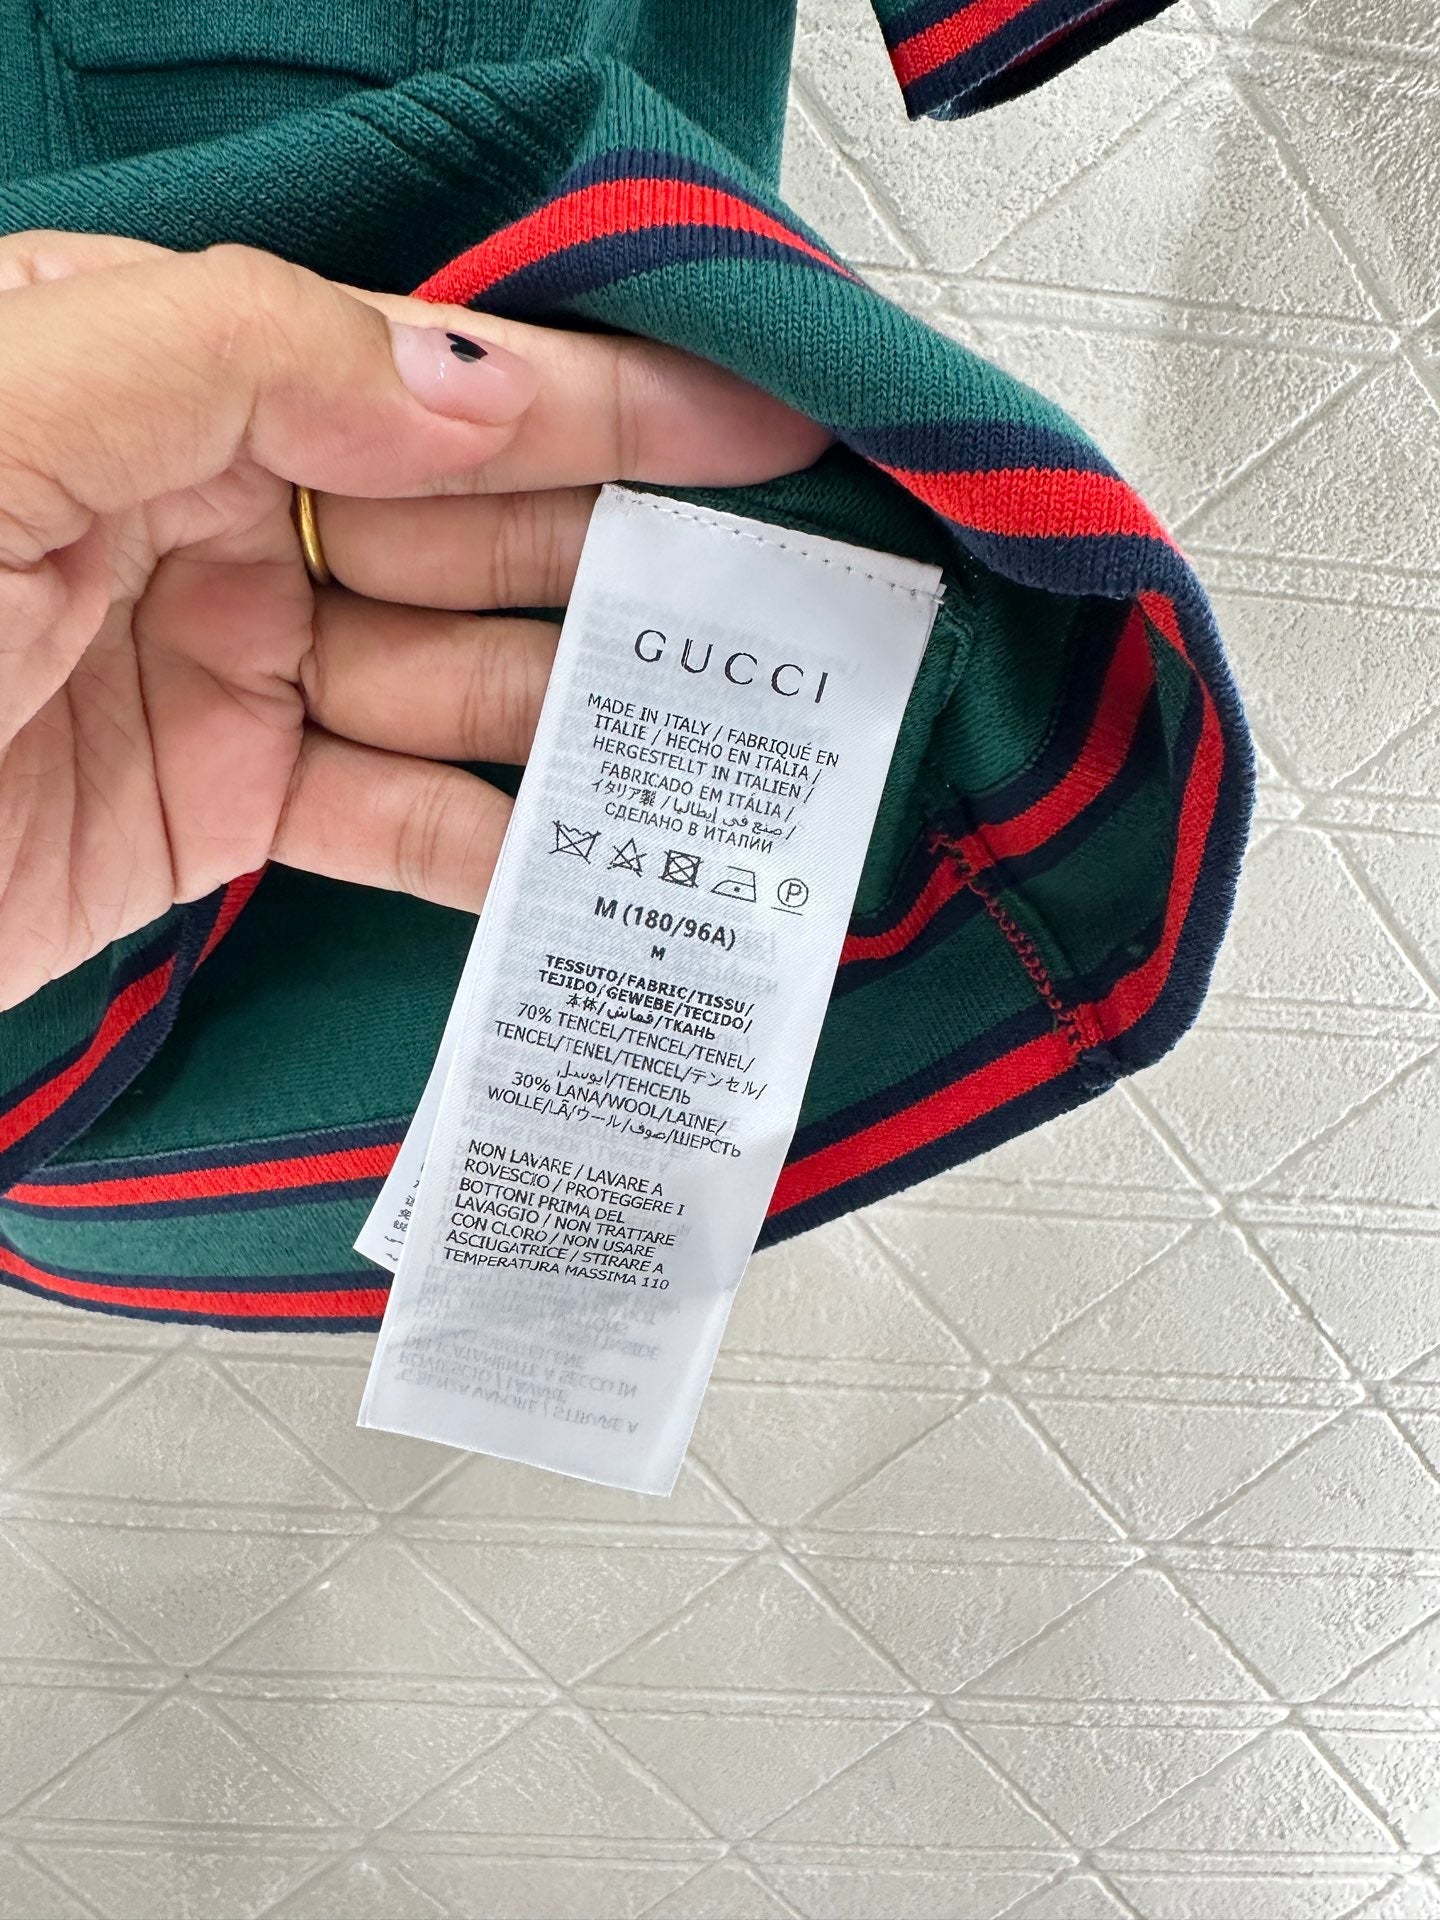 GUCCI
MADE IN ITALY / FABRIQUÉ EN
ITALIE / HECHO EN ITALIA /
HERGESTELLT IN ITALIEN /
FABRICADO EM ITÁLIA /
イタリア製 / صنع في إيطاليا /
СДЕЛАНО В ИТАЛИИ
P
M (180/96A)
M
TESSUTO/FABRIC/TISSU/
TEJIDO/GEWEBE/TECIDO/
本体/قماش/ТКАНЬ
70% TENCEL/TENCEL/TENEL/
TENCEL/TENEL/TENCEL/テンセル/
ТЕНСЕЛЬ
30% LANA/WOOL/LAINE/
WOLLE/LÃ/ウール/صوف/ШЕРСТЬ
NON LAVARE / LAVARE A
ROVESCIO / PROTEGGERE I
BOTTONI PRIMA DEL
LAVAGGIO / NON TRATTARE
CON CLORO / NON USARE
ASCIUGATRICE / STIRARE A
TEMPERATURA MASSIMA 110